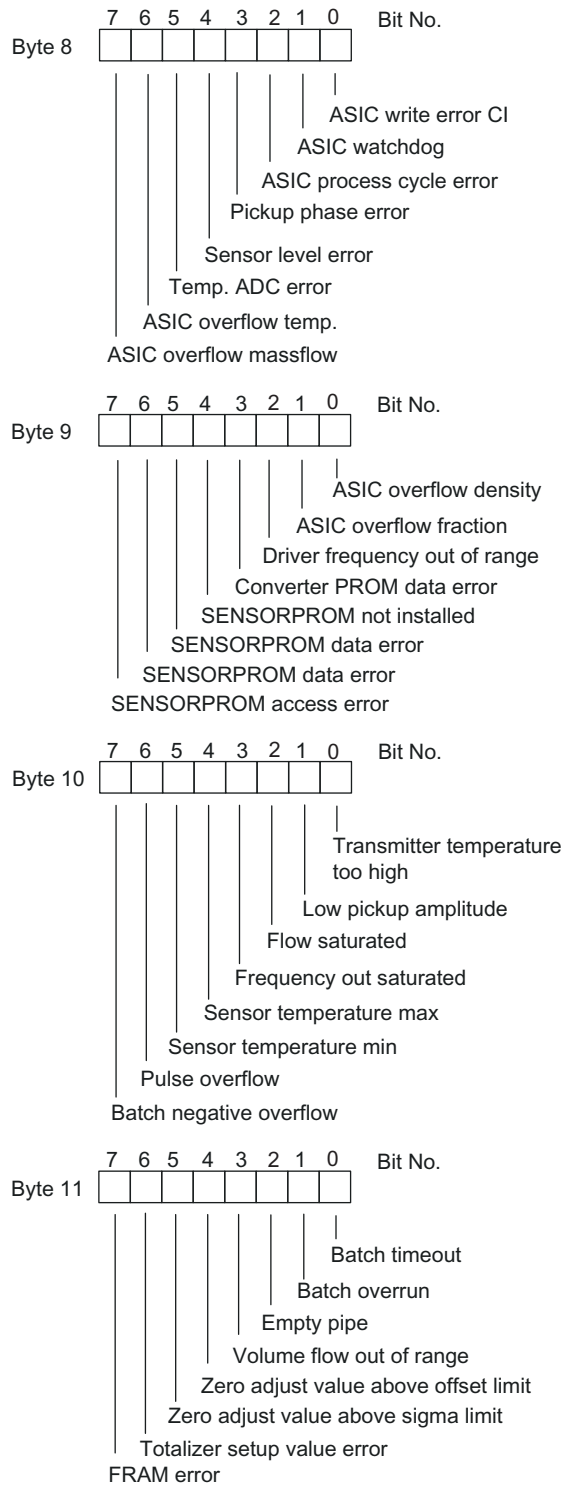 7 6 5 4 3 2 1 0 Bit No.
Byte 8
ASIC write error CI
ASIC watchdog
ASIC process cycle error
Pickup phase error
Sensor level error
Temp. ADC error
ASIC overflow temp.
ASIC overflow massflow
7 6 5 4 3 2 1 0 Bit No.
Byte 9
ASIC overflow density
ASIC overflow fraction
Driver frequency out of range
Converter PROM data error
SENSORPROM not installed
SENSORPROM data error
SENSORPROM data error
SENSORPROM access error
7 6 5 4 3 2 1 0 Bit No.
Byte 10
Transmitter temperature
too high
Low pickup amplitude
Flow saturated
Frequency out saturated
Sensor temperature max
Sensor temperature min
Pulse overflow
Batch negative overflow
7 6 5 4 3 2 1 0 Bit No.
Byte 11
Batch timeout
Batch overrun
Empty pipe
Volume flow out of range
Zero adjust value above offset limit
Zero adjust value above sigma limit
Totalizer setup value error
FRAM error